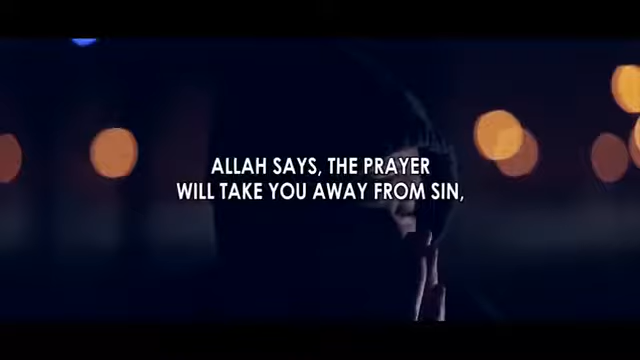 ALLAH SAYS, THE PRAYER
WILL TAKE YOU AWAY FROM SIN,